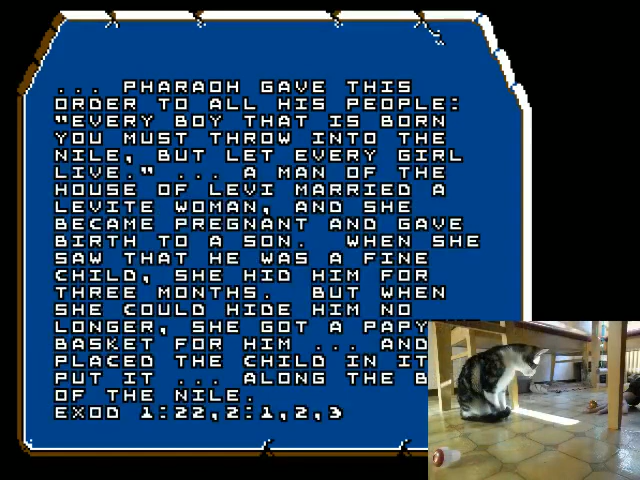 ... PHARAOH GAVE THIS
ORDER TO ALL HIS PEOPLE:
"EVERY BOY THAT IS BORN
YOU MUST THROW INTO THE
NILE, BUT LET EVERY GIRL
LIVE." ... A MAN OF THE
HOUSE OF LEVI MARRIED A
LEVITE WOMAN, AND SHE
BECAME PREGNANT AND GAVE
BIRTH TO A SON. WHEN SHE
SAW THAT HE WAS A FINE
CHILD, SHE HID HIM FOR
THREE MONTHS. BUT WHEN
SHE COULD HIDE HIM NO
LONGER, SHE GOT A
BASKET FOR HIM ... AND
PLACED THE CHILD IN IT
PUT IT ... ALONG THE
OF THE NILE.
EXOD 1:22,2:1,2,3